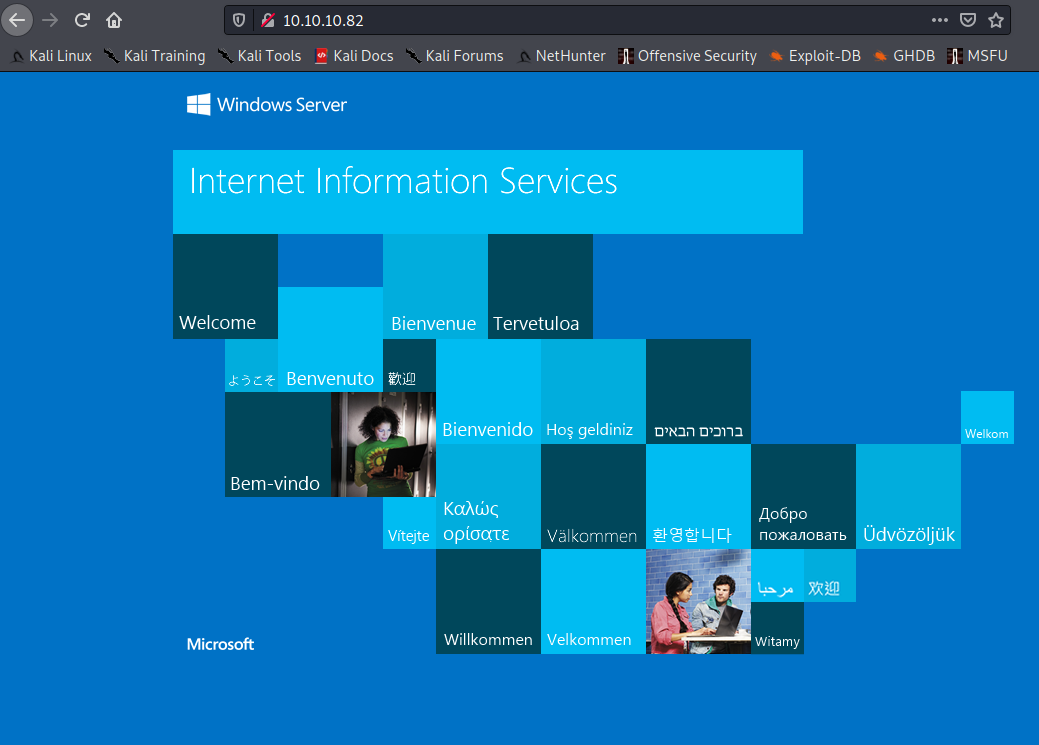 10.10.10.82
Kali Linux Kali Training Kali Tools Kali Docs Kali Forums NetHunter Offensive Security Exploit-DB GHDB MSFU
Windows Server
Internet Information Services
Welcome
Bienvenue
Tervetuloa
ようこそ
Benvenuto
歡迎
Bienvenido
Hoş geldiniz
ברוכים הבאים
Welkom
Bem-vindo
Vítejte
Καλώς
ορίσατε
Välkommen
환영합니다
Добро
пожаловать
Üdvözöljük
مرحبا
欢迎
Willkommen
Velkommen
Witamy
Microsoft